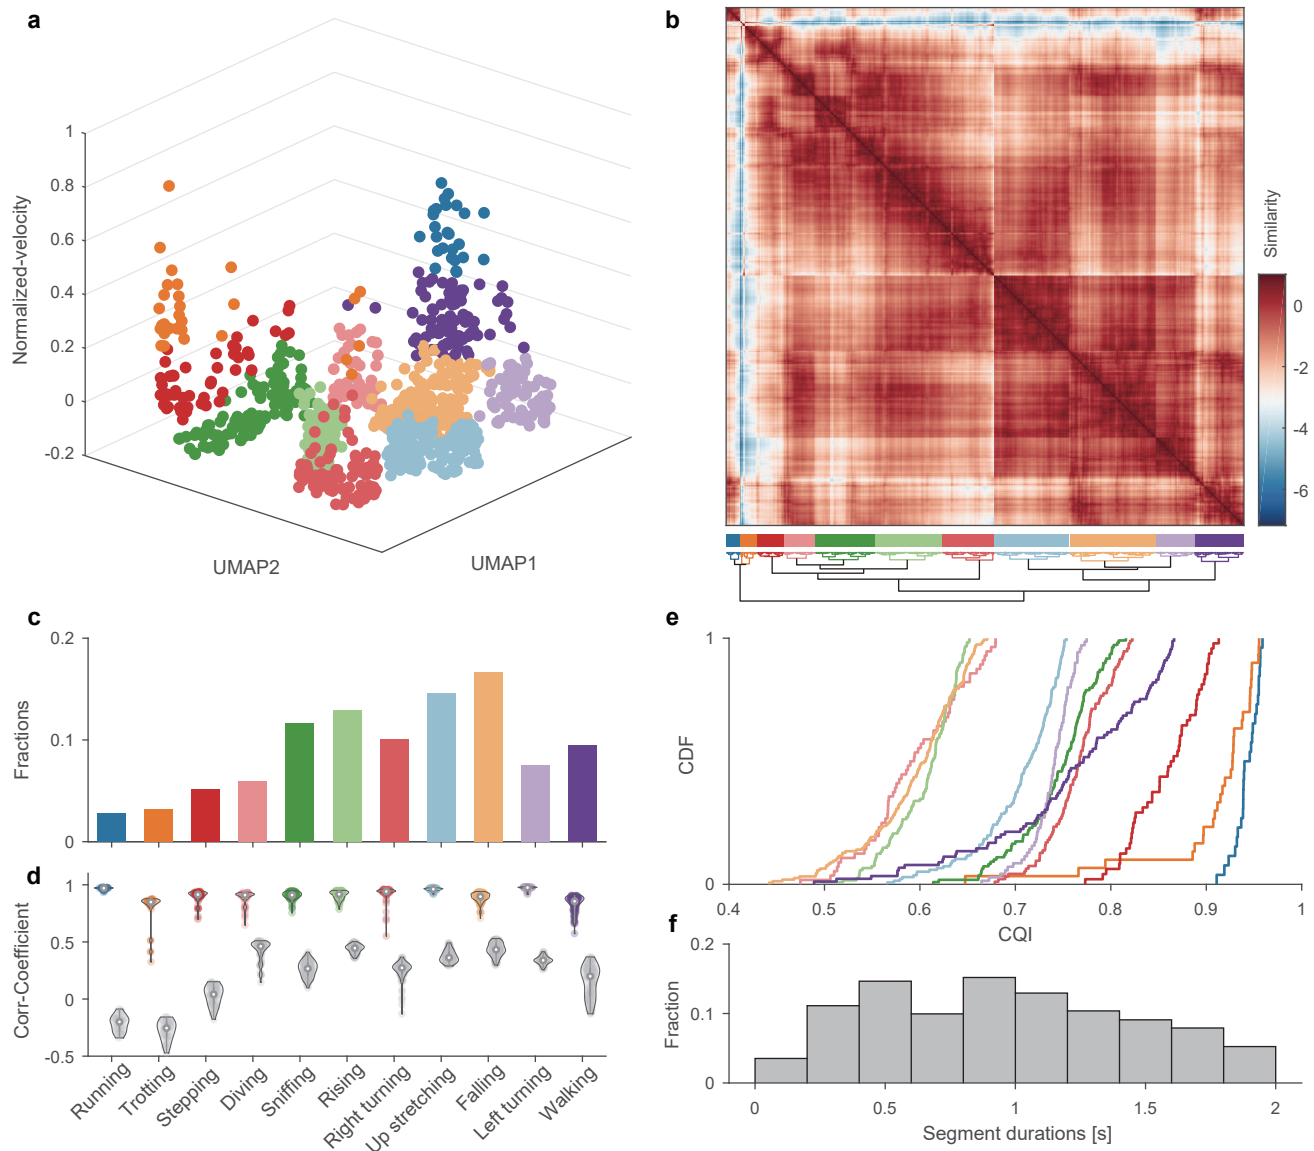 a
1
0.8
0.6
0.4
0.2
0
-0.2
Normalized-velocity
UMAP2
UMAP1
b
Similarity
0
-2
-4
-6
c
0.2
0.1
0
Fractions
d
1
0.5
0
-0.5
Corr-Coefficient
Running
Trotting
Stepping
Diving
Sniffing
Rising
Right turning
Up stretching
Falling
Left turning
Walking
e
1
0
CDF
0.4
0.5
0.6
0.7
0.8
0.9
1
CQI
f
0.2
0.1
0
Fraction
0
0.5
1
1.5
2
Segment durations [s]